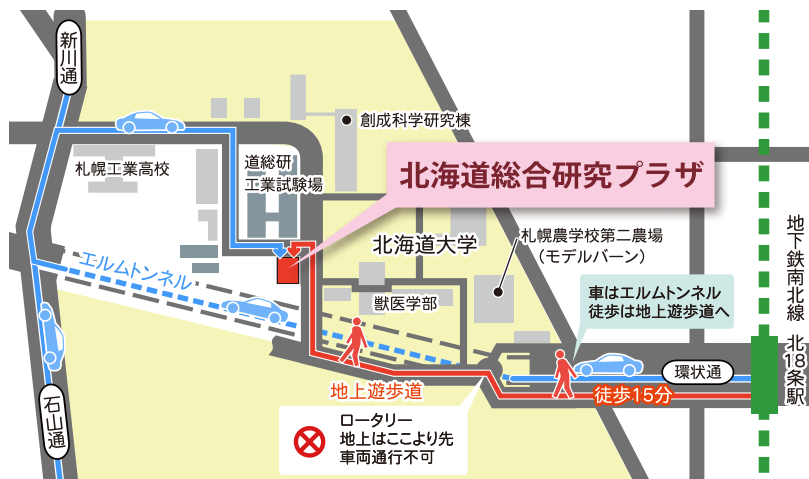 新川通
創成科学研究棟
札幌工業高校
道総研
工業試験場
北海道総合研究プラザ
北海道大学
札幌農学校第二農場
（モデルバーン）
エルムトンネル
獣医学部
車はエルムトンネル
徒歩は地上遊歩道へ
地下鉄南北線 北18条駅
環状通
地上遊歩道
徒歩15分
石山通
ロータリー
地上はここより先
車両通行不可